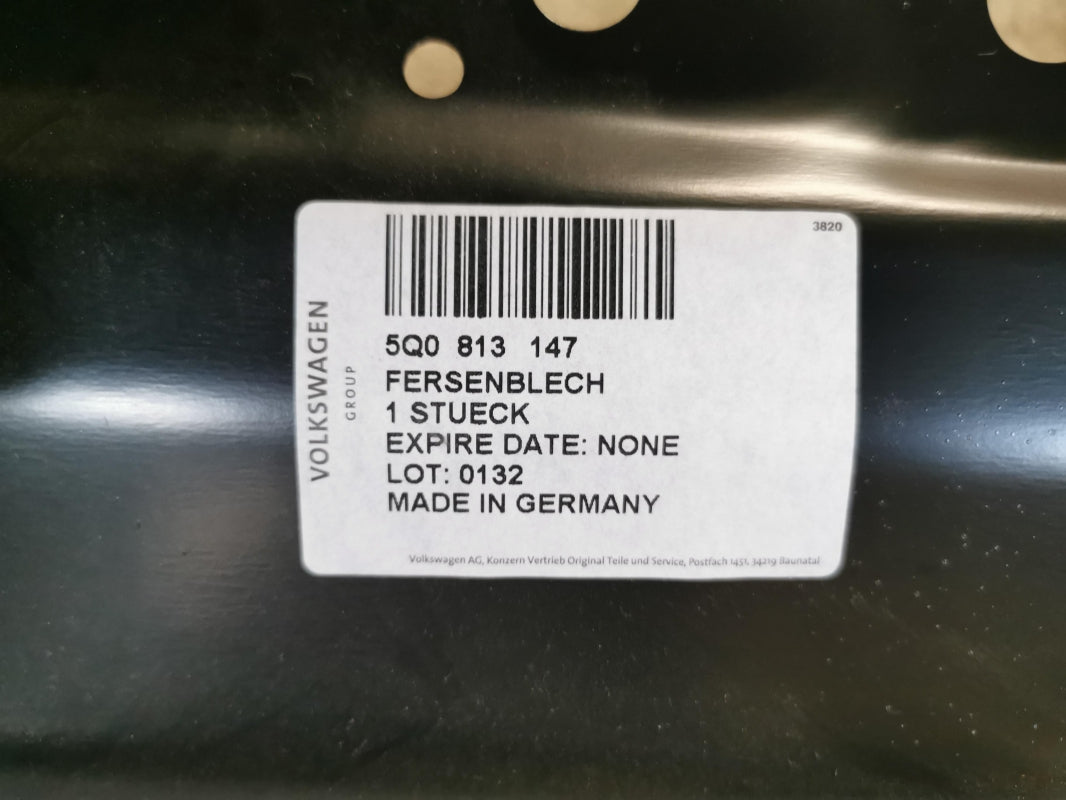 3820
VOLKSWAGEN
GROUP
5Q0 813 147
FERSENBLECH
1 STUECK
EXPIRE DATE: NONE
LOT: 0132
MADE IN GERMANY
Volkswagen AG, Konzern Vertrieb Original Teile und Service, Postfach 1451, 34219 Baunatal